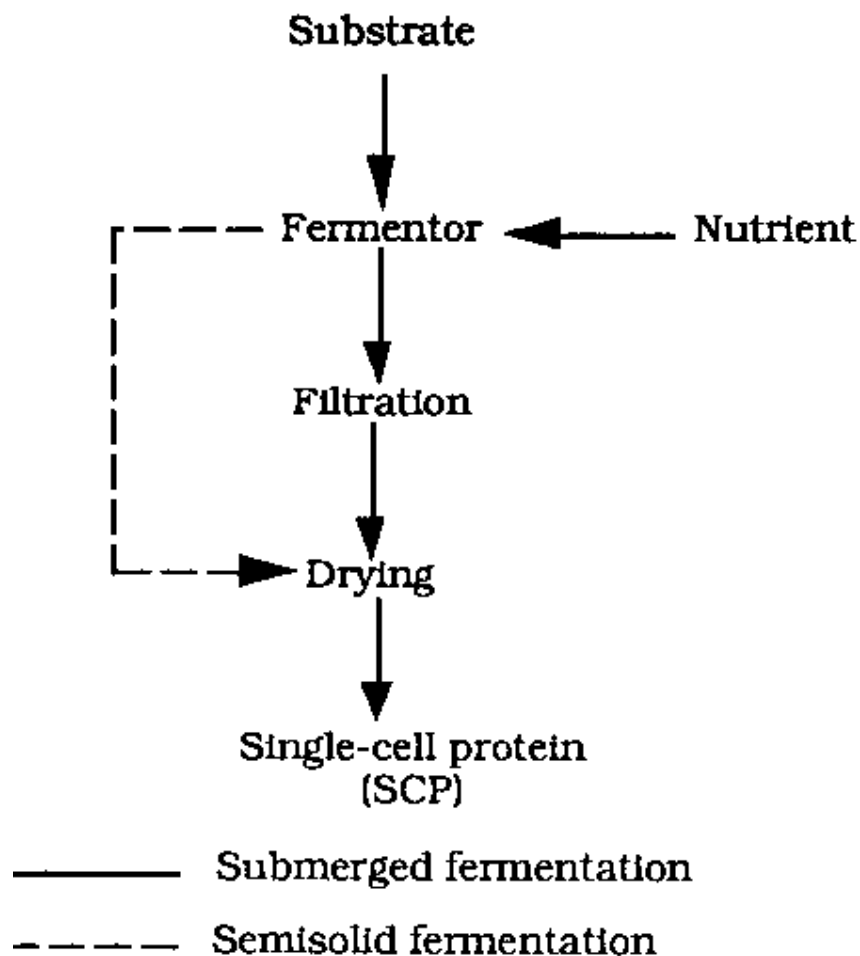 Substrate
Fermentor
Nutrient
Filtration
Drying
Single-cell protein
(SCP)
Submerged fermentation
Semisolid fermentation